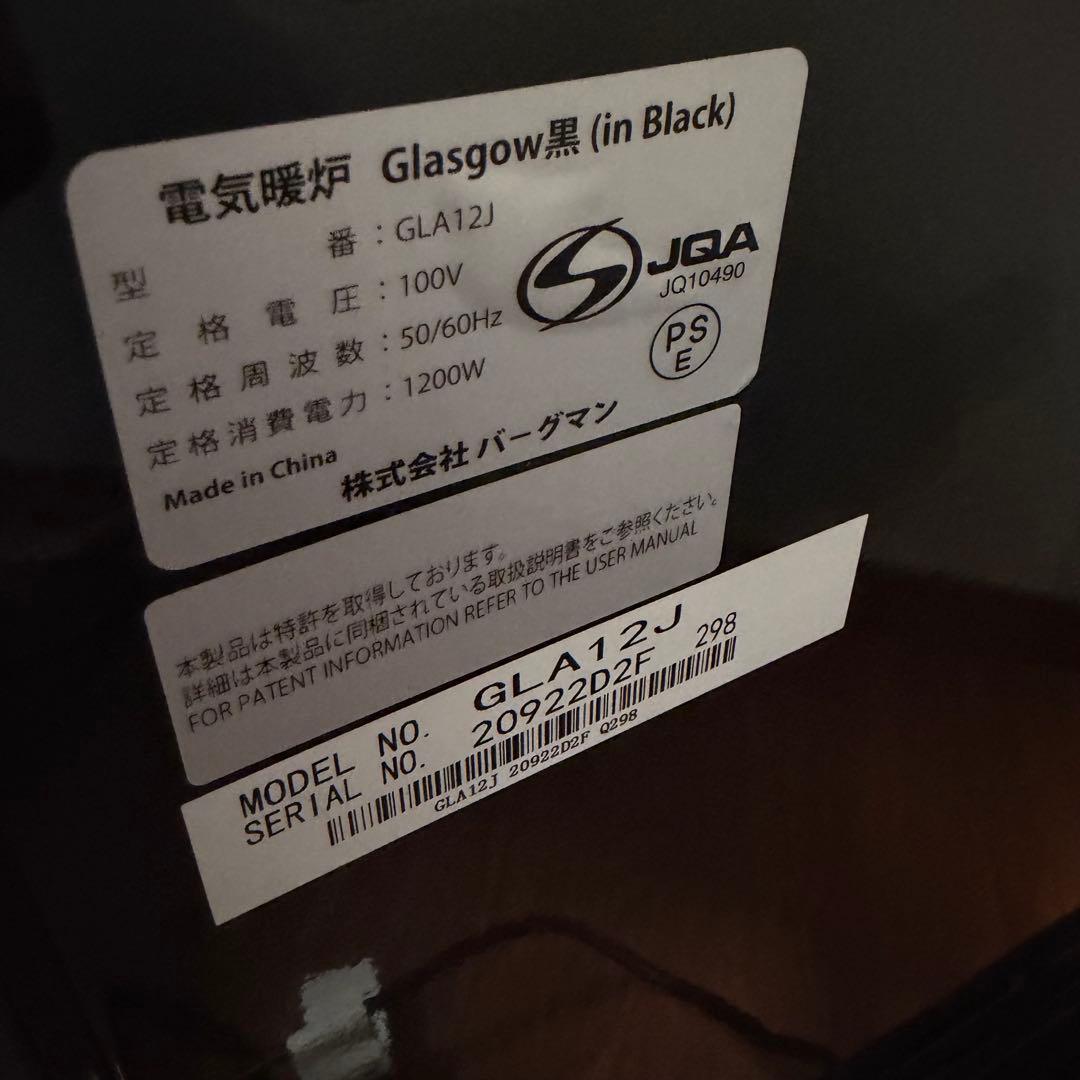 電気暖炉 Glasgow黒 (in Black)
型番：GLA12J
定格電圧：100V
定格周波数：50/60Hz
定格消費電力：1200W
Made in China
株式会社 バーグマン
JQA
JQ10490
PS
E
本製品は特許を取得しております。
詳細は本製品に同梱されている取扱説明書をご参照ください。
FOR PATENT INFORMATION REFER TO THE USER MANUAL
MODEL NO. GLA12J
SERIAL NO. 20922D2F 298
GLA12J 20922D2F Q298